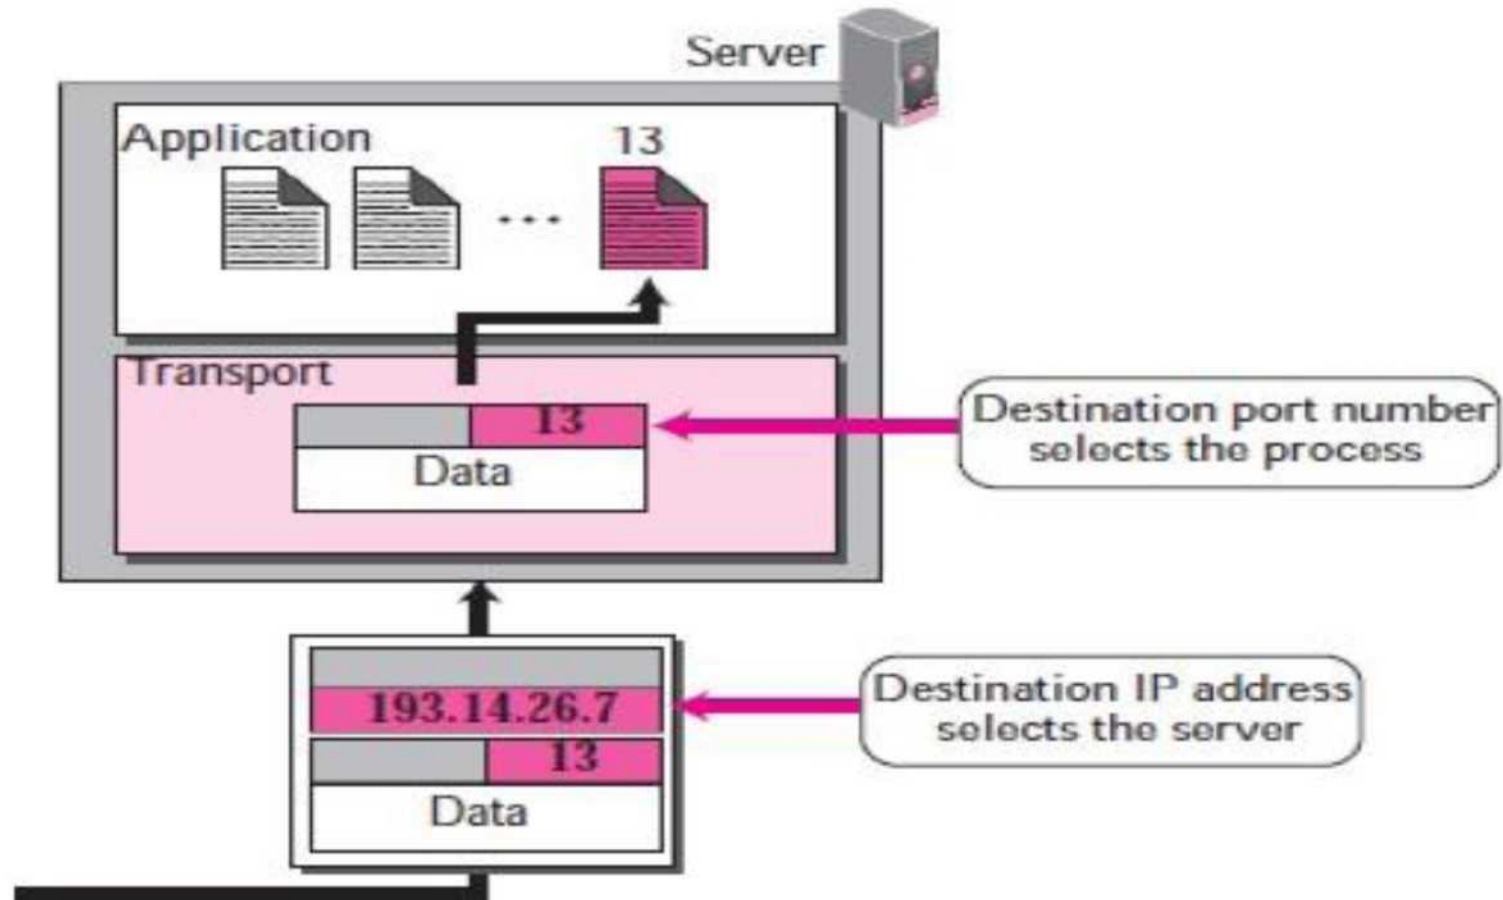 Server
Application
13
...
Transport
13
Data
Destination port number
selects the process
193.14.26.7
13
Data
Destination IP address
selects the server